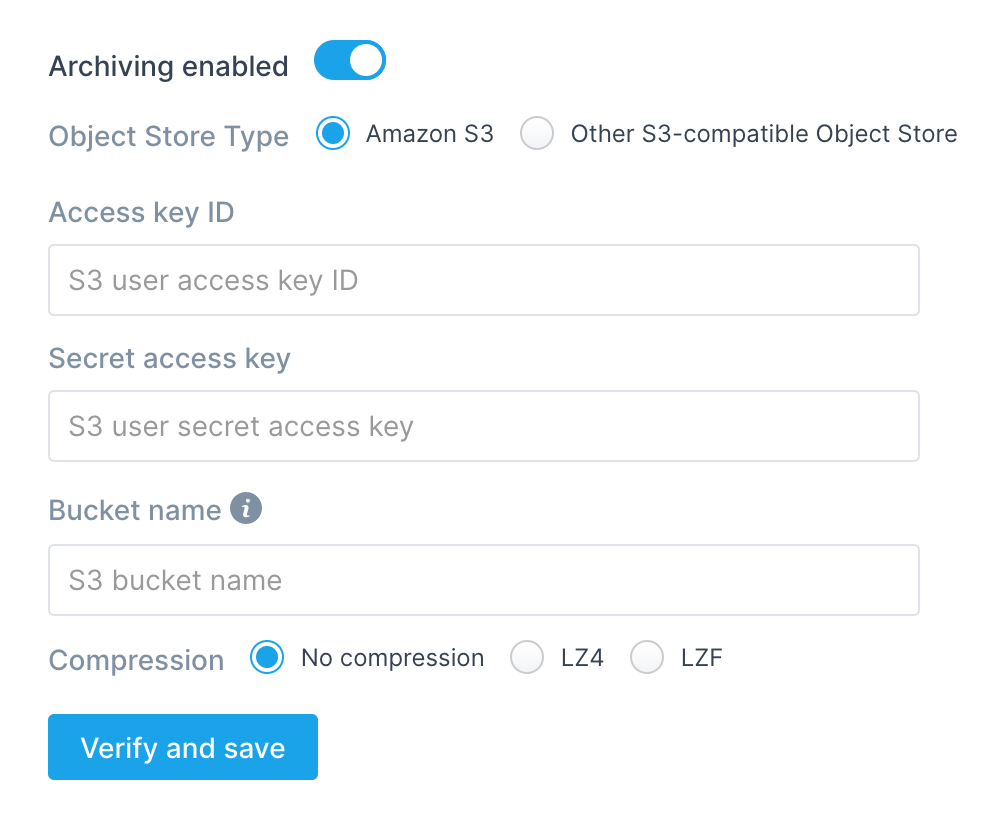 Archiving enabled
Object Store Type Amazon S3 Other S3-compatible Object Store
Access key ID
S3 user access key ID
Secret access key
S3 user secret access key
Bucket name i
S3 bucket name
Compression No compression LZ4 LZF
Verify and save